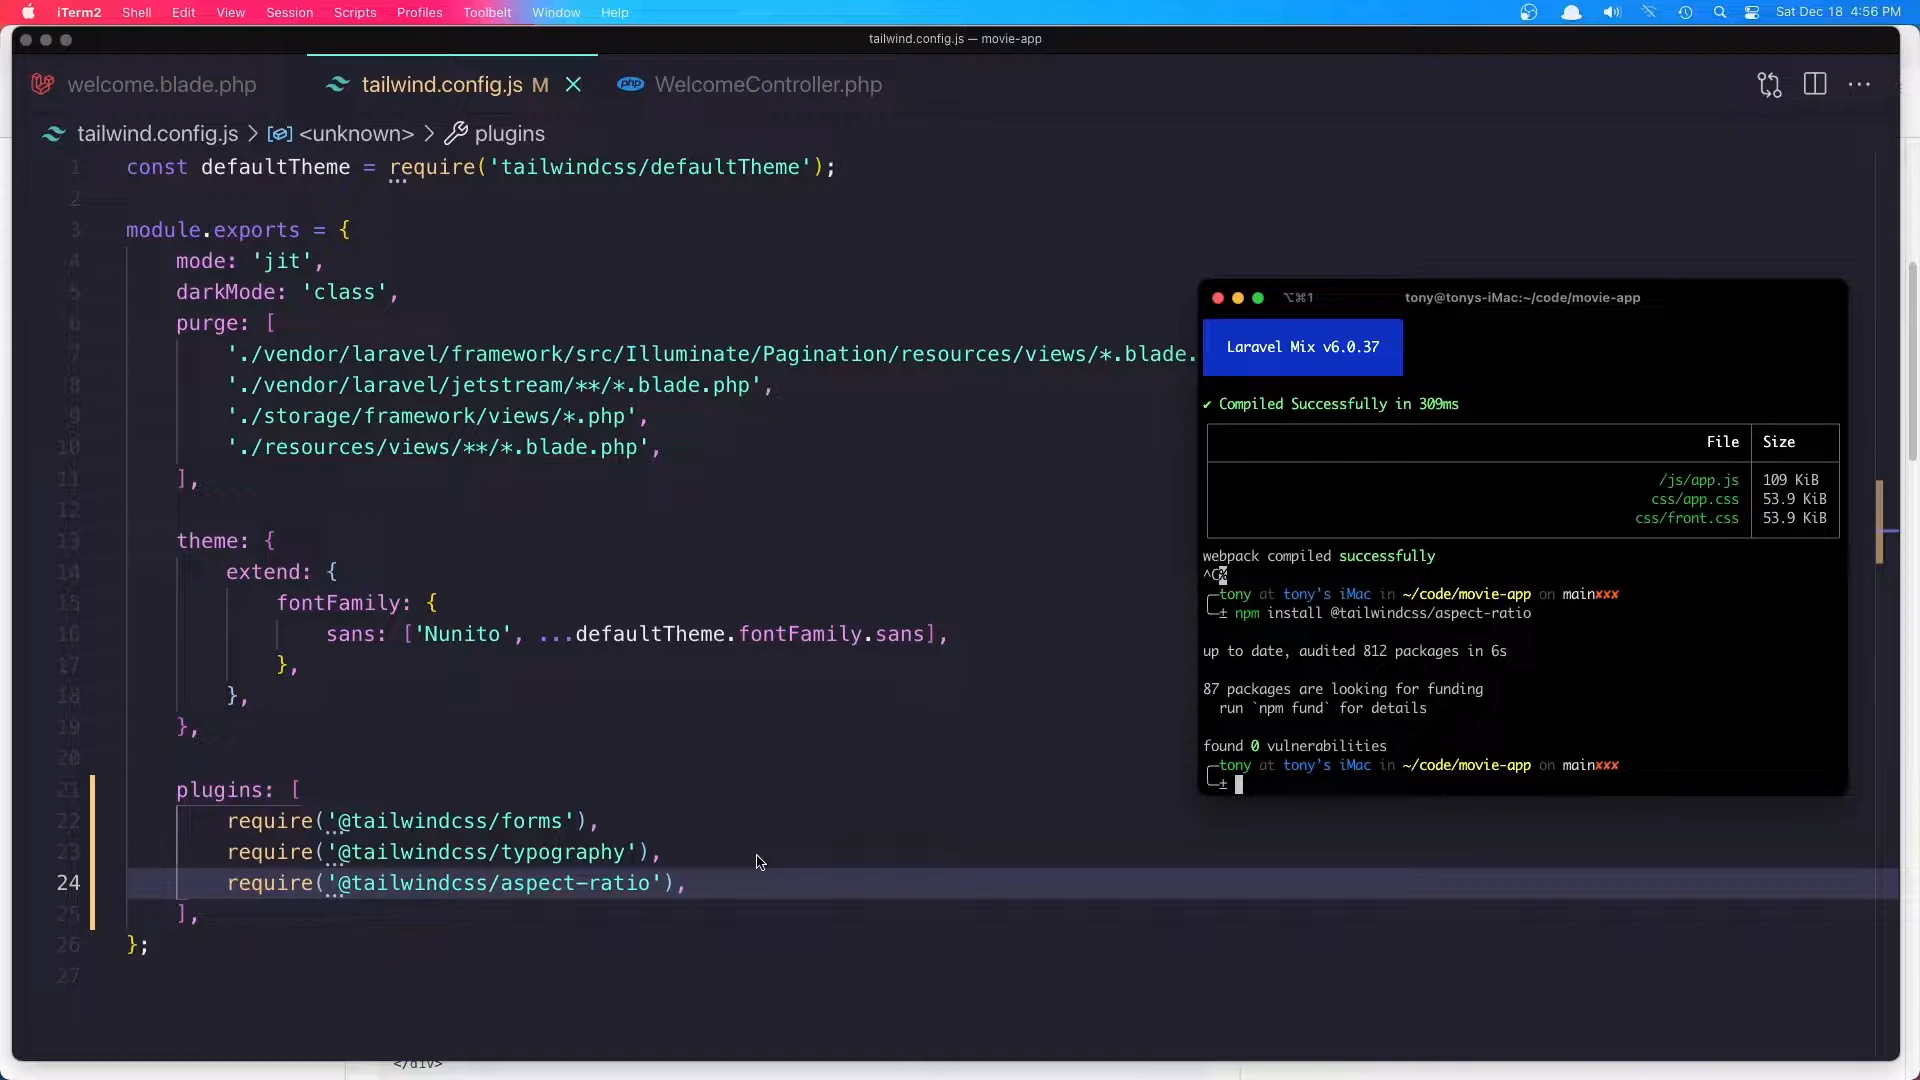 iTerm2 Shell Edit View Session Scripts Profiles Toolbelt Window Help Sat Dec 18 4:56 PM
tailwind.config.js — movie-app
welcome.blade.php tailwind.config.js M WelcomeController.php
tailwind.config.js > <unknown> > plugins
1 const defaultTheme = require('tailwindcss/defaultTheme');
2
3 module.exports = {
4 mode: 'jit',
5 darkMode: 'class',
6 purge: [
7 './vendor/laravel/framework/src/Illuminate/Pagination/resources/views/*.blade.
8 './vendor/laravel/jetstream/**/*.blade.php',
9 './storage/framework/views/*.php',
10 './resources/views/**/*.blade.php',
11 ],
12
13 theme: {
14 extend: {
15 fontFamily: {
16 sans: ['Nunito', ...defaultTheme.fontFamily.sans],
17 },
18 },
19 },
20
21 plugins: [
22 require('@tailwindcss/forms'),
23 require('@tailwindcss/typography'),
24 require('@tailwindcss/aspect-ratio'),
25 ],
26 };
27
</div>
⌥⌘1 tony@tonys-iMac:~/code/movie-app
Laravel Mix v6.0.37
✔ Compiled Successfully in 309ms
File Size
/js/app.js 109 KiB
css/app.css 53.9 KiB
css/front.css 53.9 KiB
webpack compiled successfully
^C%
tony at tony's iMac in ~/code/movie-app on main✘✘✘
± npm install @tailwindcss/aspect-ratio
up to date, audited 812 packages in 6s
87 packages are looking for funding
run `npm fund` for details
found 0 vulnerabilities
tony at tony's iMac in ~/code/movie-app on main✘✘✘
±